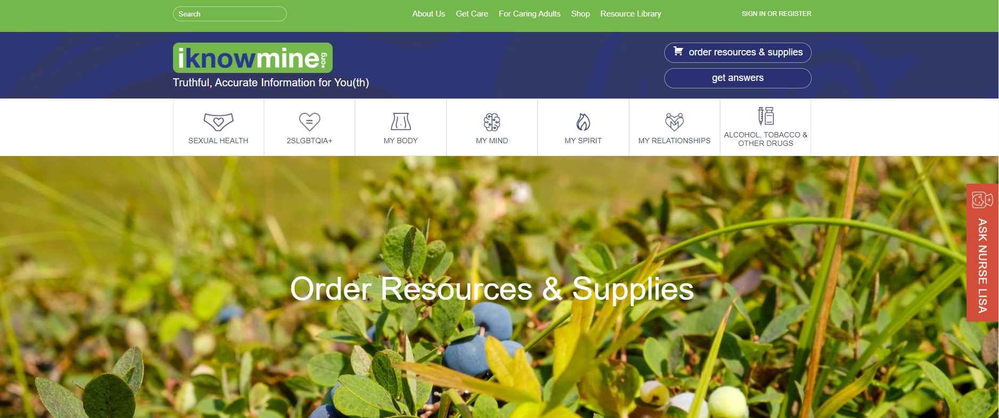 Search
About Us Get Care For Caring Adults Shop Resource Library
SIGN IN OR REGISTER
iknowmine.org
Truthful, Accurate Information for You(th)
order resources & supplies
get answers
SEXUAL HEALTH
2SLGBTQIA+
MY BODY
MY MIND
MY SPIRIT
MY RELATIONSHIPS
ALCOHOL, TOBACCO &
OTHER DRUGS
Order Resources & Supplies
ASK NURSE LISA